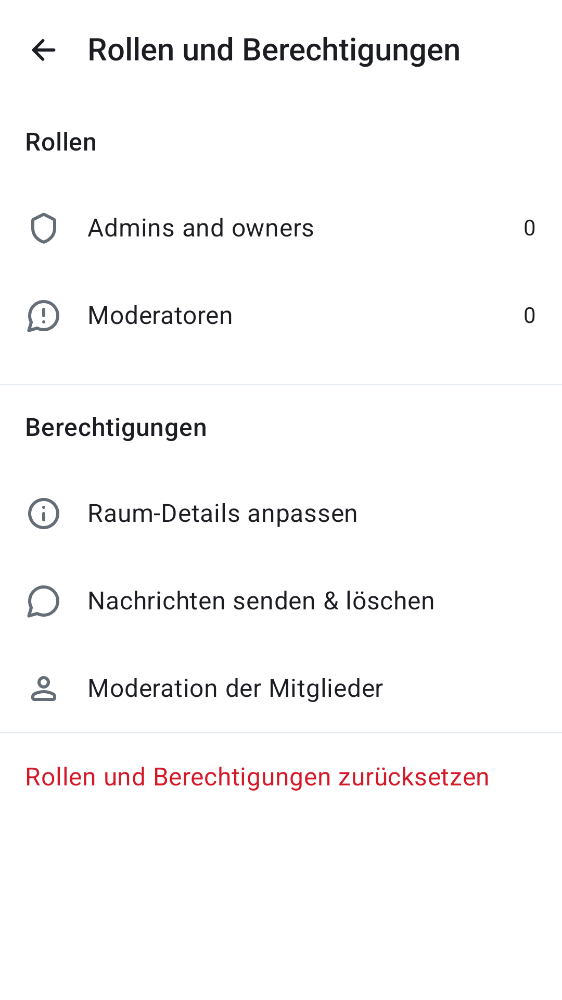 Rollen und Berechtigungen
Rollen
Admins and owners 0
Moderatoren 0
Berechtigungen
Raum-Details anpassen
Nachrichten senden & löschen
Moderation der Mitglieder
Rollen und Berechtigungen zurücksetzen